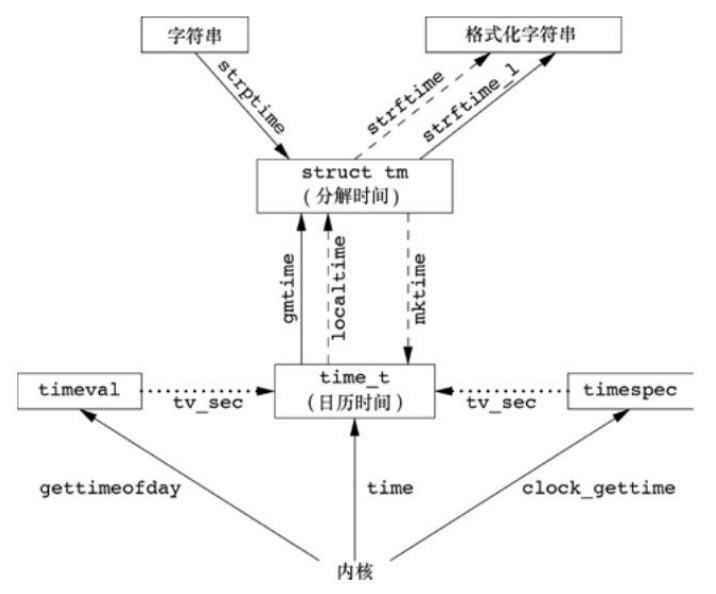 字符串
格式化字符串
strptime
strftime
strftime_l
struct tm
(分解时间)
gmtime
localtime
mktime
timeval
tv_sec
time_t
(日历时间)
tv_sec
timespec
gettimeofday
time
clock_gettime
内核